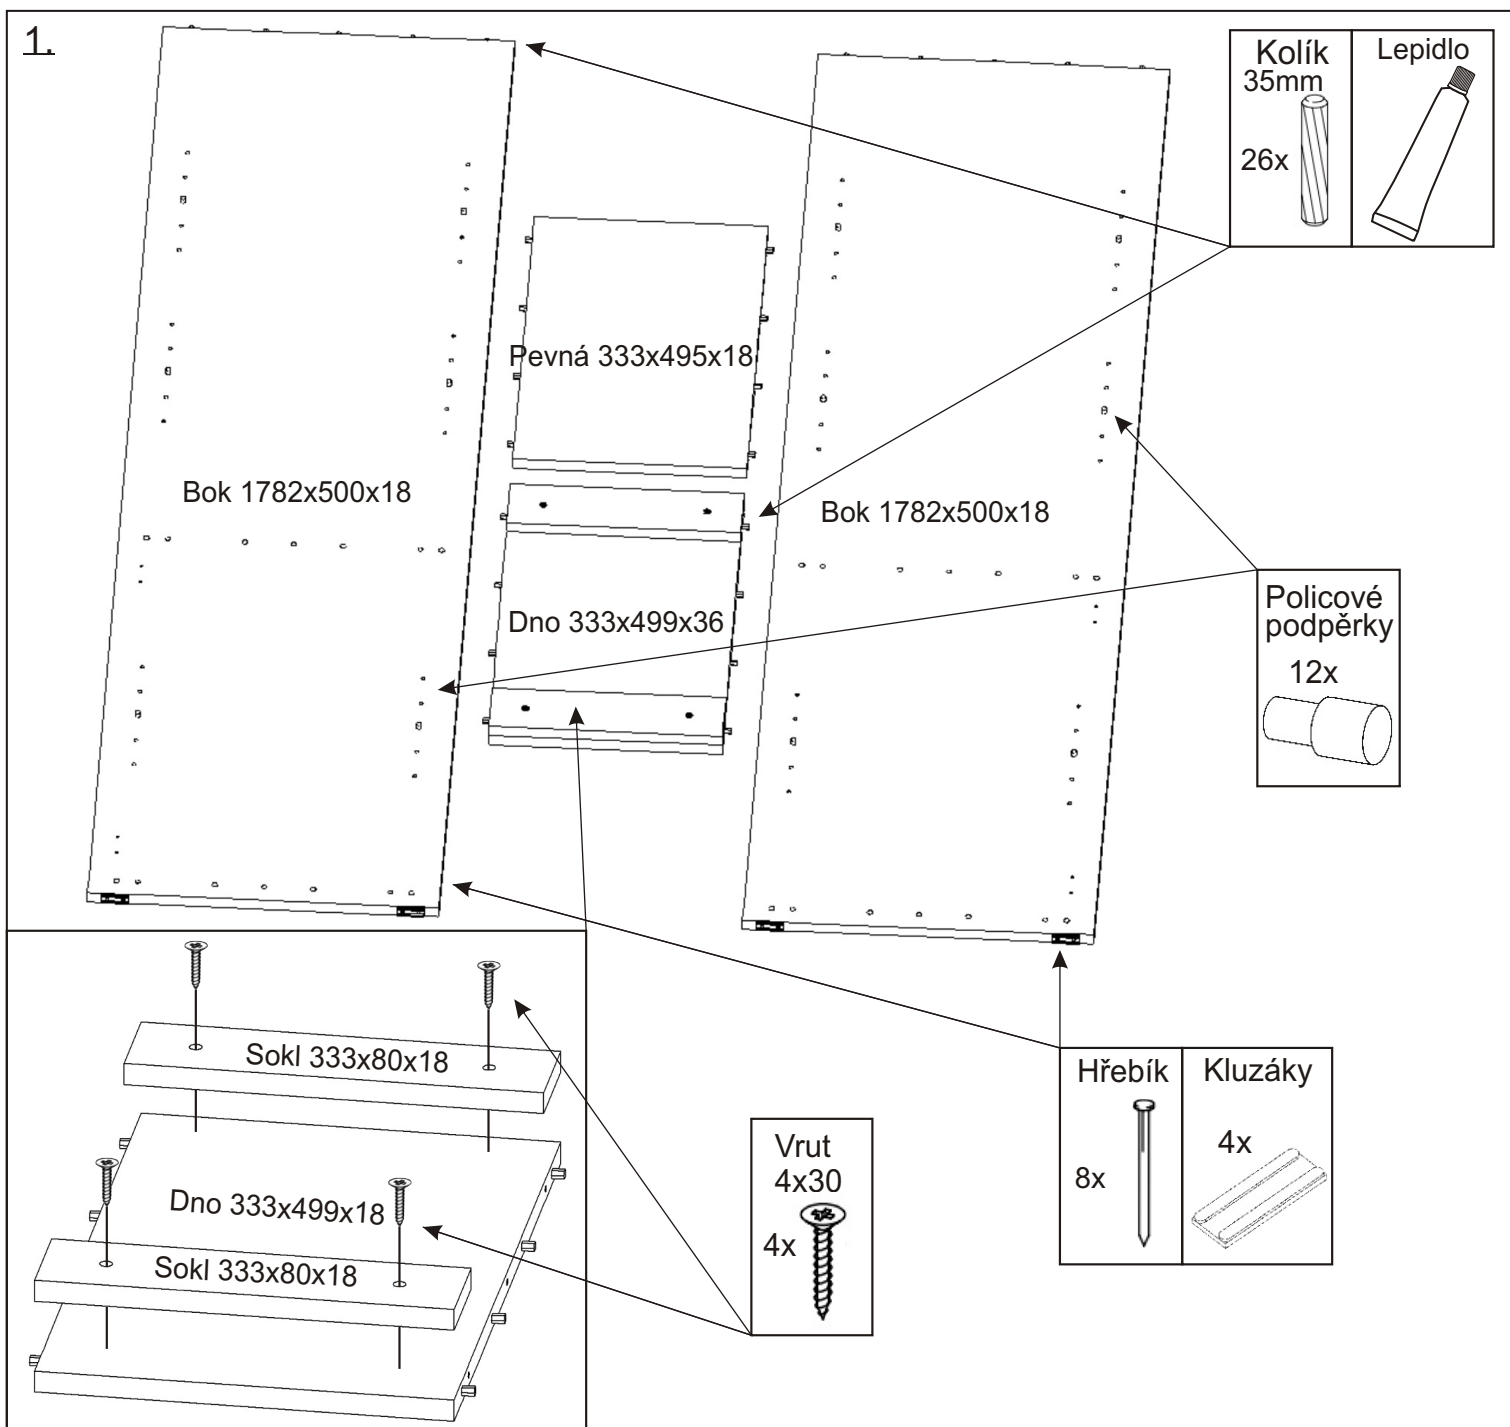 1.
Kolík
35mm
26x
Lepidlo
Pevná 333x495x18
Bok 1782x500x18
Bok 1782x500x18
Dno 333x499x36
Policové
podpěrky
12x
Sokl 333x80x18
Dno 333x499x18
Sokl 333x80x18
Vrut
4x30
4x
Hřebík
8x
Kluzáky
4x